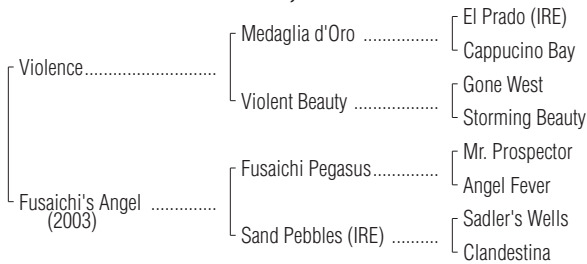 El Prado (IRE)
Medaglia d'Oro ................
Cappucino Bay
Violence............................
Gone West
Violent Beauty ..................
Storming Beauty
Mr. Prospector
Fusaichi Pegasus..............
Angel Fever
Fusaichi's Angel ..............
(2003)
Sadler's Wells
Sand Pebbles (IRE) ..........
Clandestina